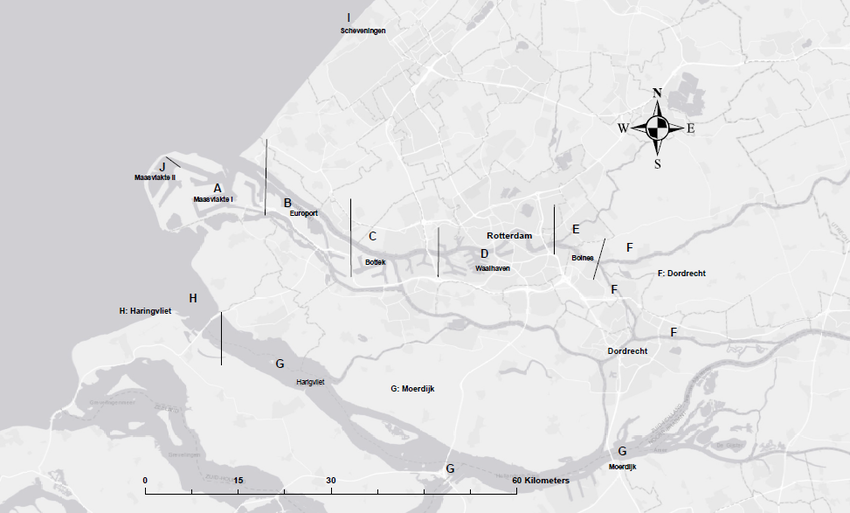 I
Scheveningen
N
W E
S
J
Maasvlakte II
A
Maasvlakte I
B
Europort
C
Botlek
Rotterdam
D
Waalhaven
E
Bolnes
F
F: Dordrecht
F
H
H: Haringvliet
F
Dordrecht
G
Harigvliet
G: Moerdijk
G
Moerdijk
G
0 15 30 60 Kilometers